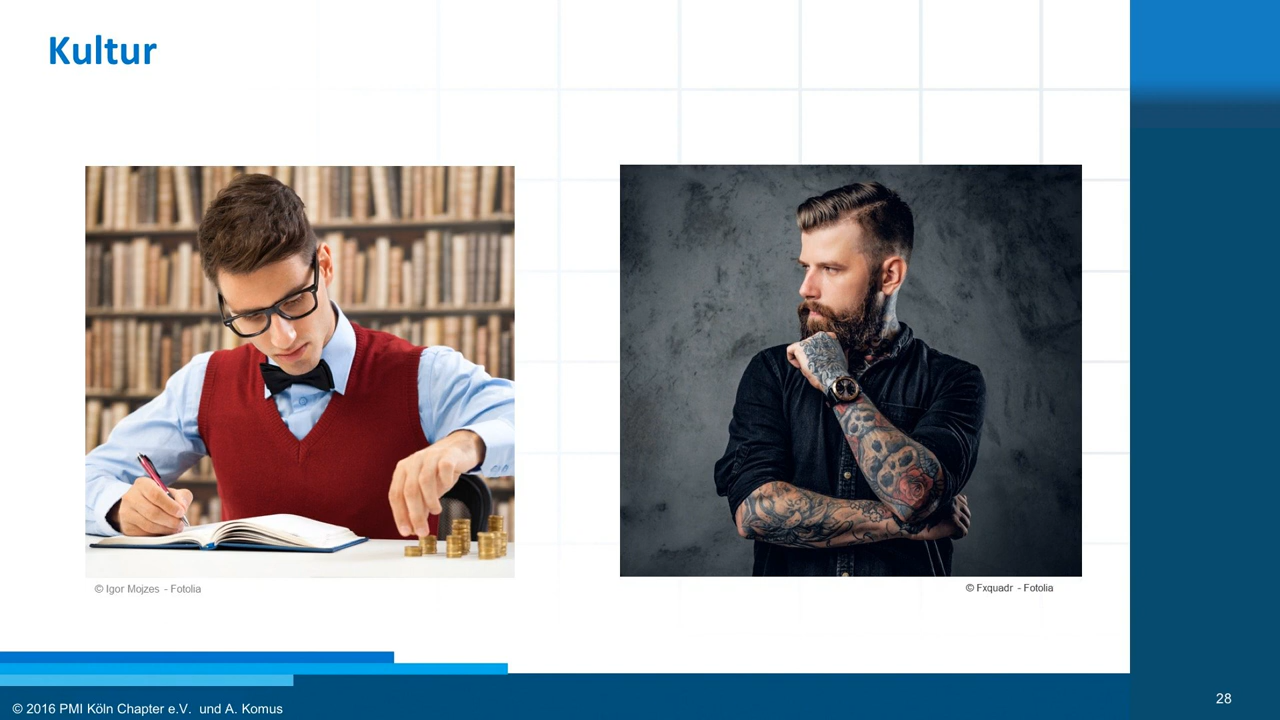 Kultur
© Igor Mojzes - Fotolia
© Fxquadr - Fotolia
© 2016 PMI Köln Chapter e.V. und A. Komus
28